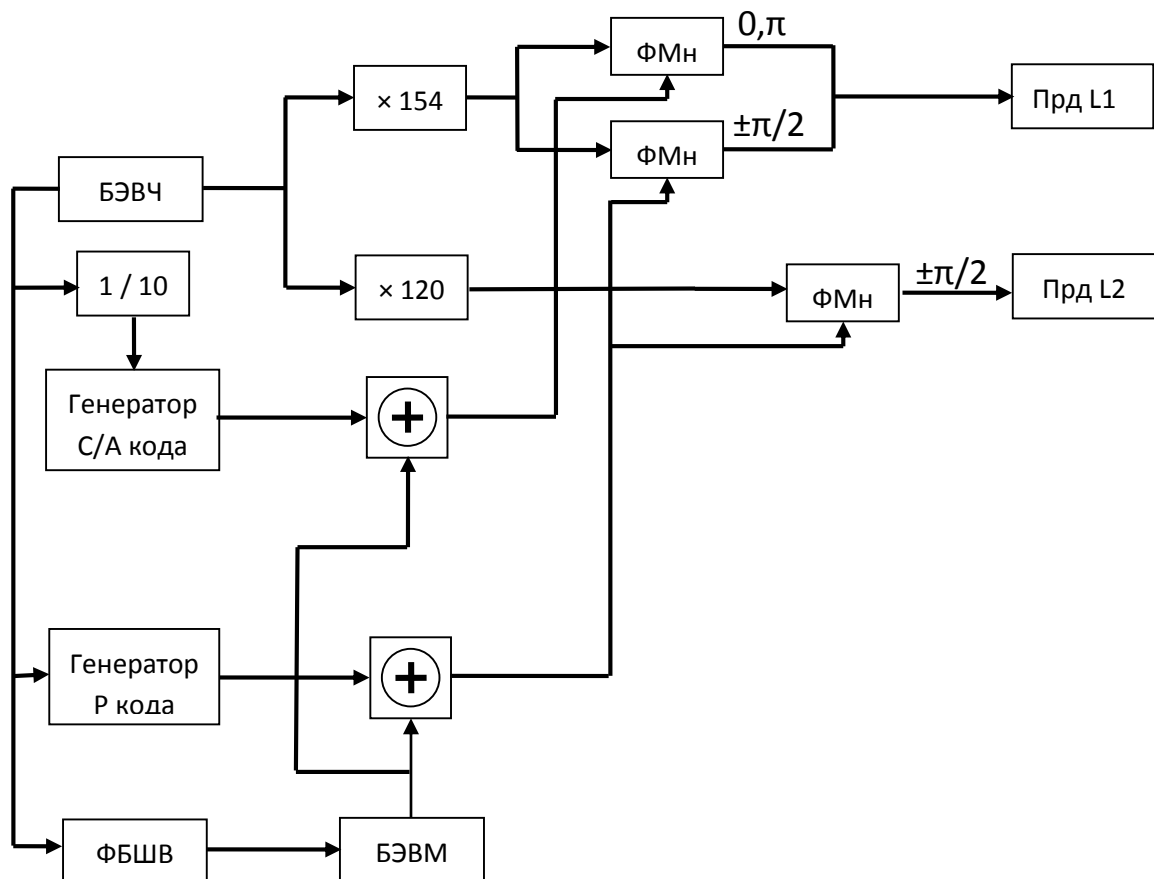 0,π
ФМн
× 154
Прд L1
±π/2
ФМн
БЭВЧ
±π/2
1 / 10
× 120
ФМн
Прд L2
Генератор
С/А кода
+
Генератор
Р кода
+
ФБШВ
БЭВМ